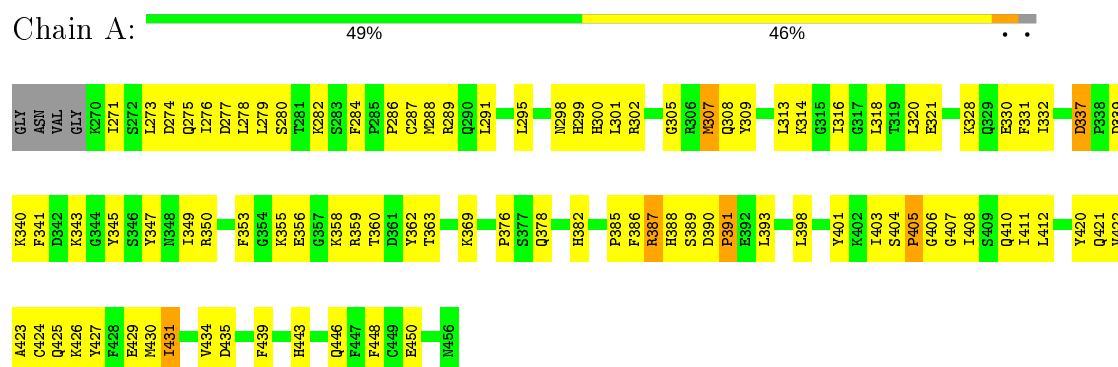 Chain A:
49% 46% • •
GLY ASN VAL GLY K270 I271 S272 L273 D274 Q275 I276 D277 L278 L279 S280 T281 K282 S283 F284 P285 P286 C287 M288 R289 Q290 L291 L295 N298 H299 H300 L301 R302 G305 R306 M307 Q308 Y309 L313 K314 G315 I316 G317 L318 T319 L320 E321 K328 Q329 E330 F331 I332 D337 P338
K340 F341 D342 K343 G344 Y345 S346 Y347 N348 I349 R350 F353 G354 K355 E356 G357 K358 R359 T360 D361 Y362 T363 K369 P376 S377 Q378 H382 P385 F386 R387 H388 S389 D390 P391 E392 L393 L398 Y401 K402 I403 S404 P405 G406 G407 I408 S409 Q410 I411 L412 Y420 Q421
A423 C424 Q425 K426 Y427 F428 E429 M430 I431 V434 D435 F439 H443 Q446 F447 F448 C449 E450 N456